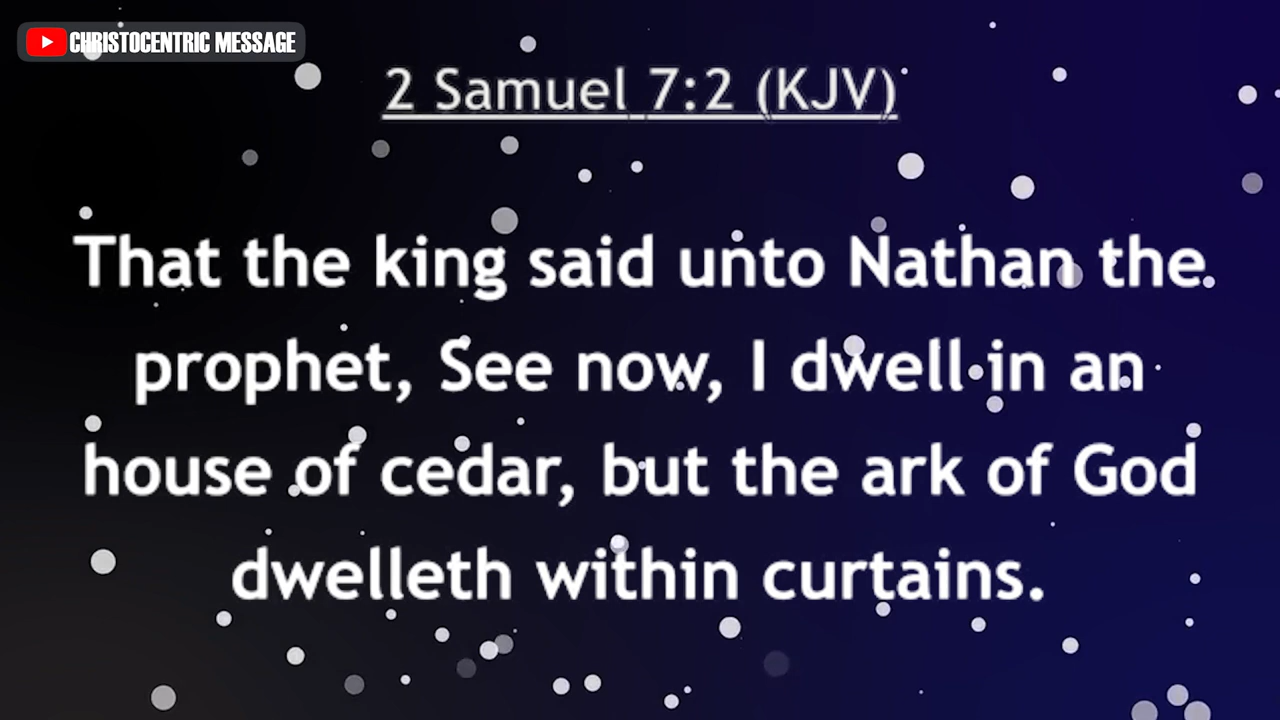 CHRISTOCENTRIC MESSAGE
2 Samuel 7:2 (KJV)
That the king said unto Nathan the
prophet, See now, I dwell in an
house of cedar, but the ark of God
dwelleth within curtains.